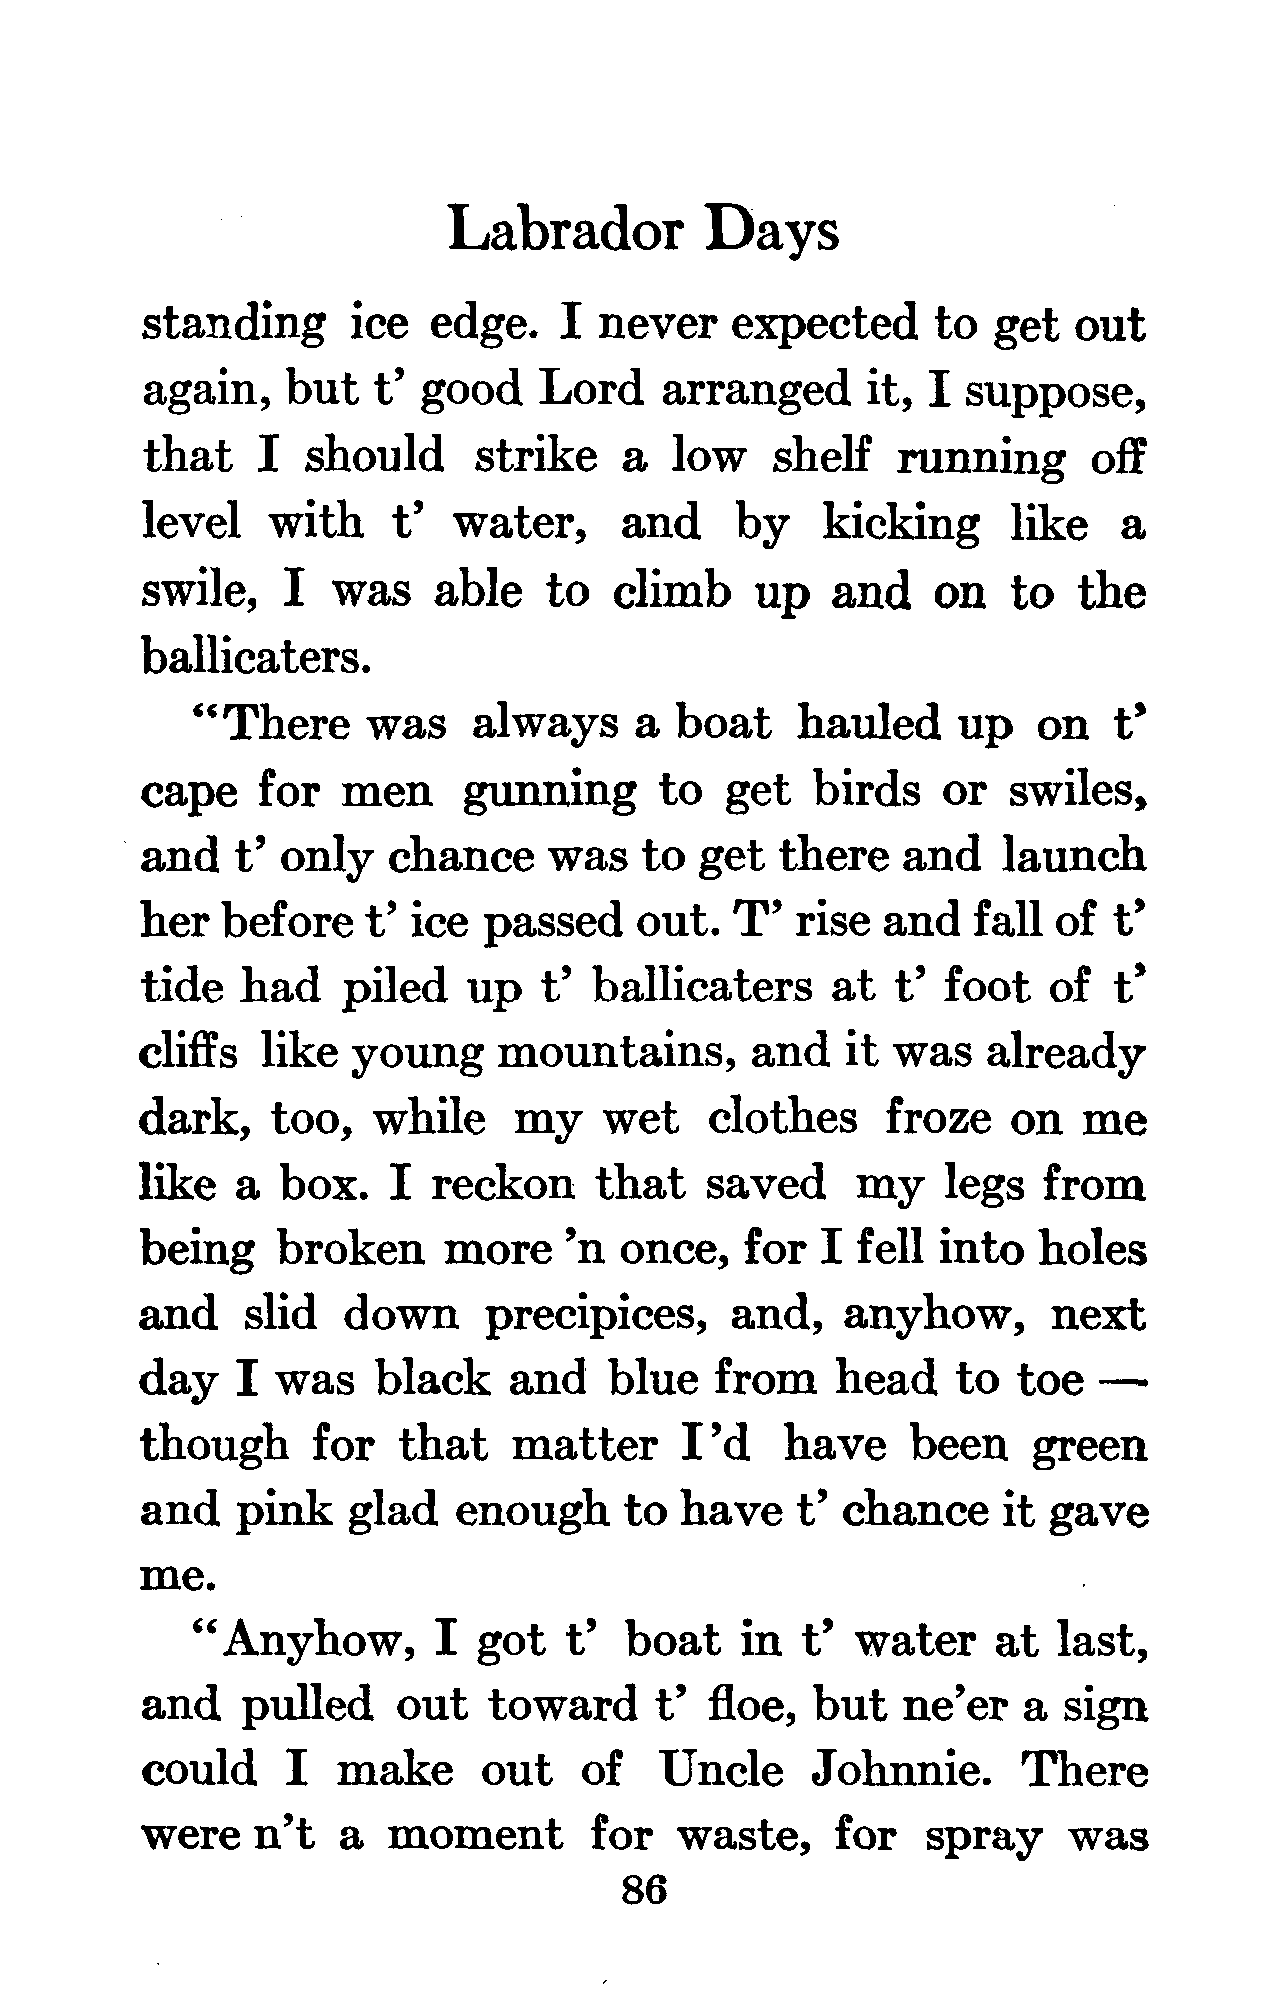 Labrador Days
standing ice edge. I never expected to get out
again, but t’ good Lord arranged it, I suppose,
that I should strike a low shelf running off
level with t’ water, and by kicking like a
swile, I was able to climb up and on to the
ballicaters.
“There was always a boat hauled up on t’
cape for men gunning to get birds or swiles,
and t’ only chance was to get there and launch
her before t’ ice passed out. T’ rise and fall of t’
tide had piled up t’ ballicaters at t’ foot of t’
cliffs like young mountains, and it was already
dark, too, while my wet clothes froze on me
like a box. I reckon that saved my legs from
being broken more ’n once, for I fell into holes
and slid down precipices, and, anyhow, next
day I was black and blue from head to toe —
though for that matter I ’d have been green
and pink glad enough to have t’ chance it gave
me.
“Anyhow, I got t’ boat in t’ water at last,
and pulled out toward t’ floe, but ne’er a sign
could I make out of Uncle Johnnie. There
were n’t a moment for waste, for spray was
86